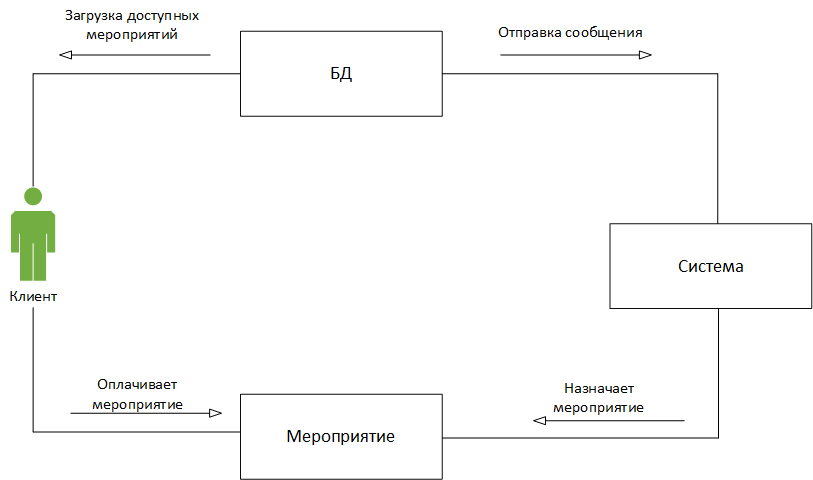 Загрузка доступных
мероприятий
Отправка сообщения
БД
Клиент
Система
Оплачивает
мероприятие
Назначает
мероприятие
Мероприятие